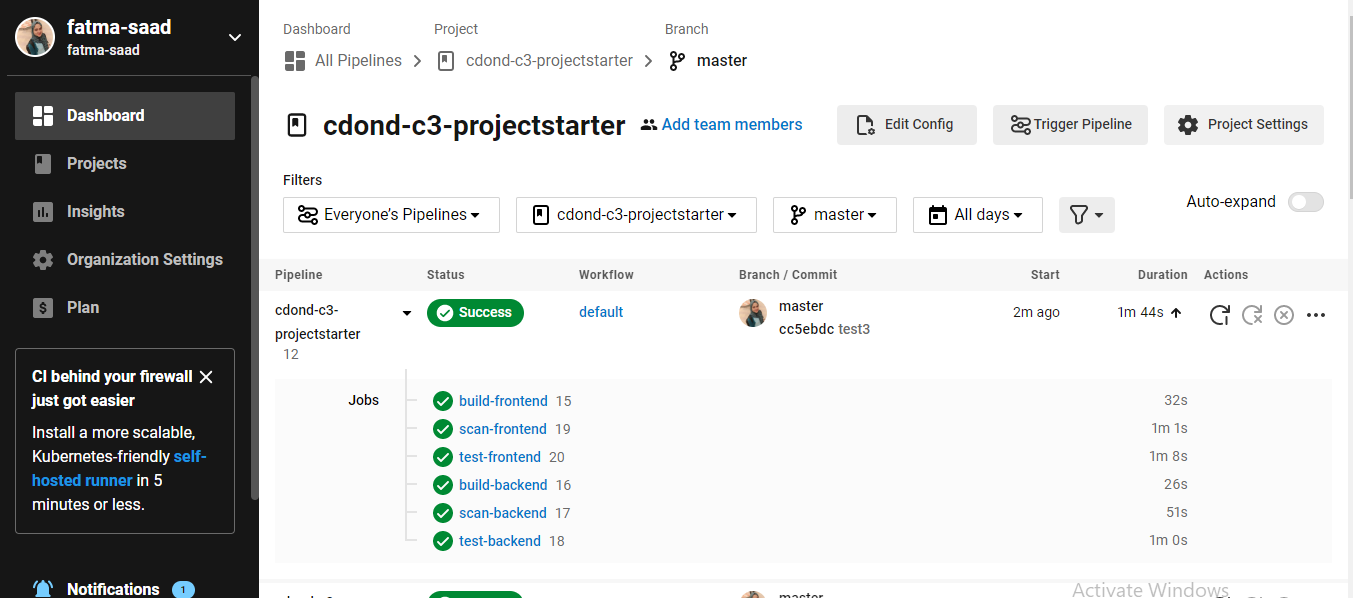 fatma-saad
fatma-saad
Dashboard
Projects
Insights
Organization Settings
Plan
CI behind your firewall
just got easier
Install a more scalable,
Kubernetes-friendly self-
hosted runner in 5
minutes or less.
Notifications 1
Dashboard Project Branch
All Pipelines cdond-c3-projectstarter master
cdond-c3-projectstarter Add team members Edit Config Trigger Pipeline Project Settings
Filters
Everyone’s Pipelines cdond-c3-projectstarter master All days Auto-expand
Pipeline Status Workflow Branch / Commit Start Duration Actions
cdond-c3-
projectstarter
12
Success default
master
cc5ebdc test3
2m ago 1m 44s
Jobs
build-frontend 15 32s
scan-frontend 19 1m 1s
test-frontend 20 1m 8s
build-backend 16 26s
scan-backend 17 51s
test-backend 18 1m 0s
master
Activate Windows